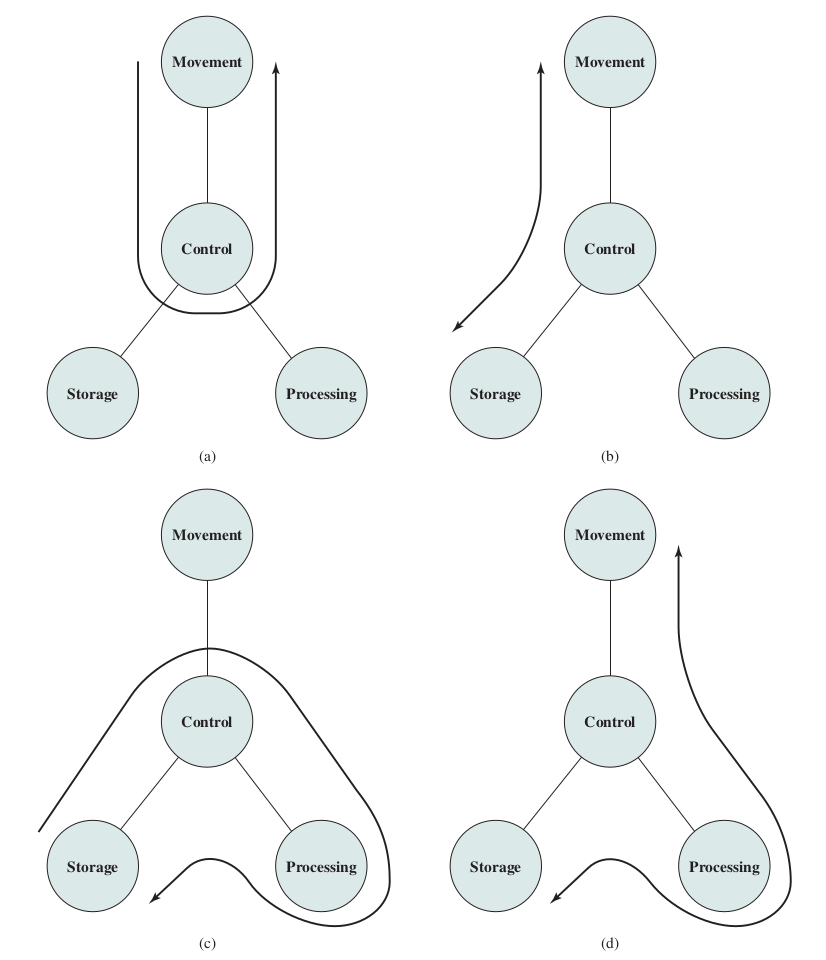 Movement
Movement
Control
Control
Storage
Processing
Storage
Processing
(a)
(b)
Movement
Movement
Control
Control
Storage
Processing
Storage
Processing
(c)
(d)